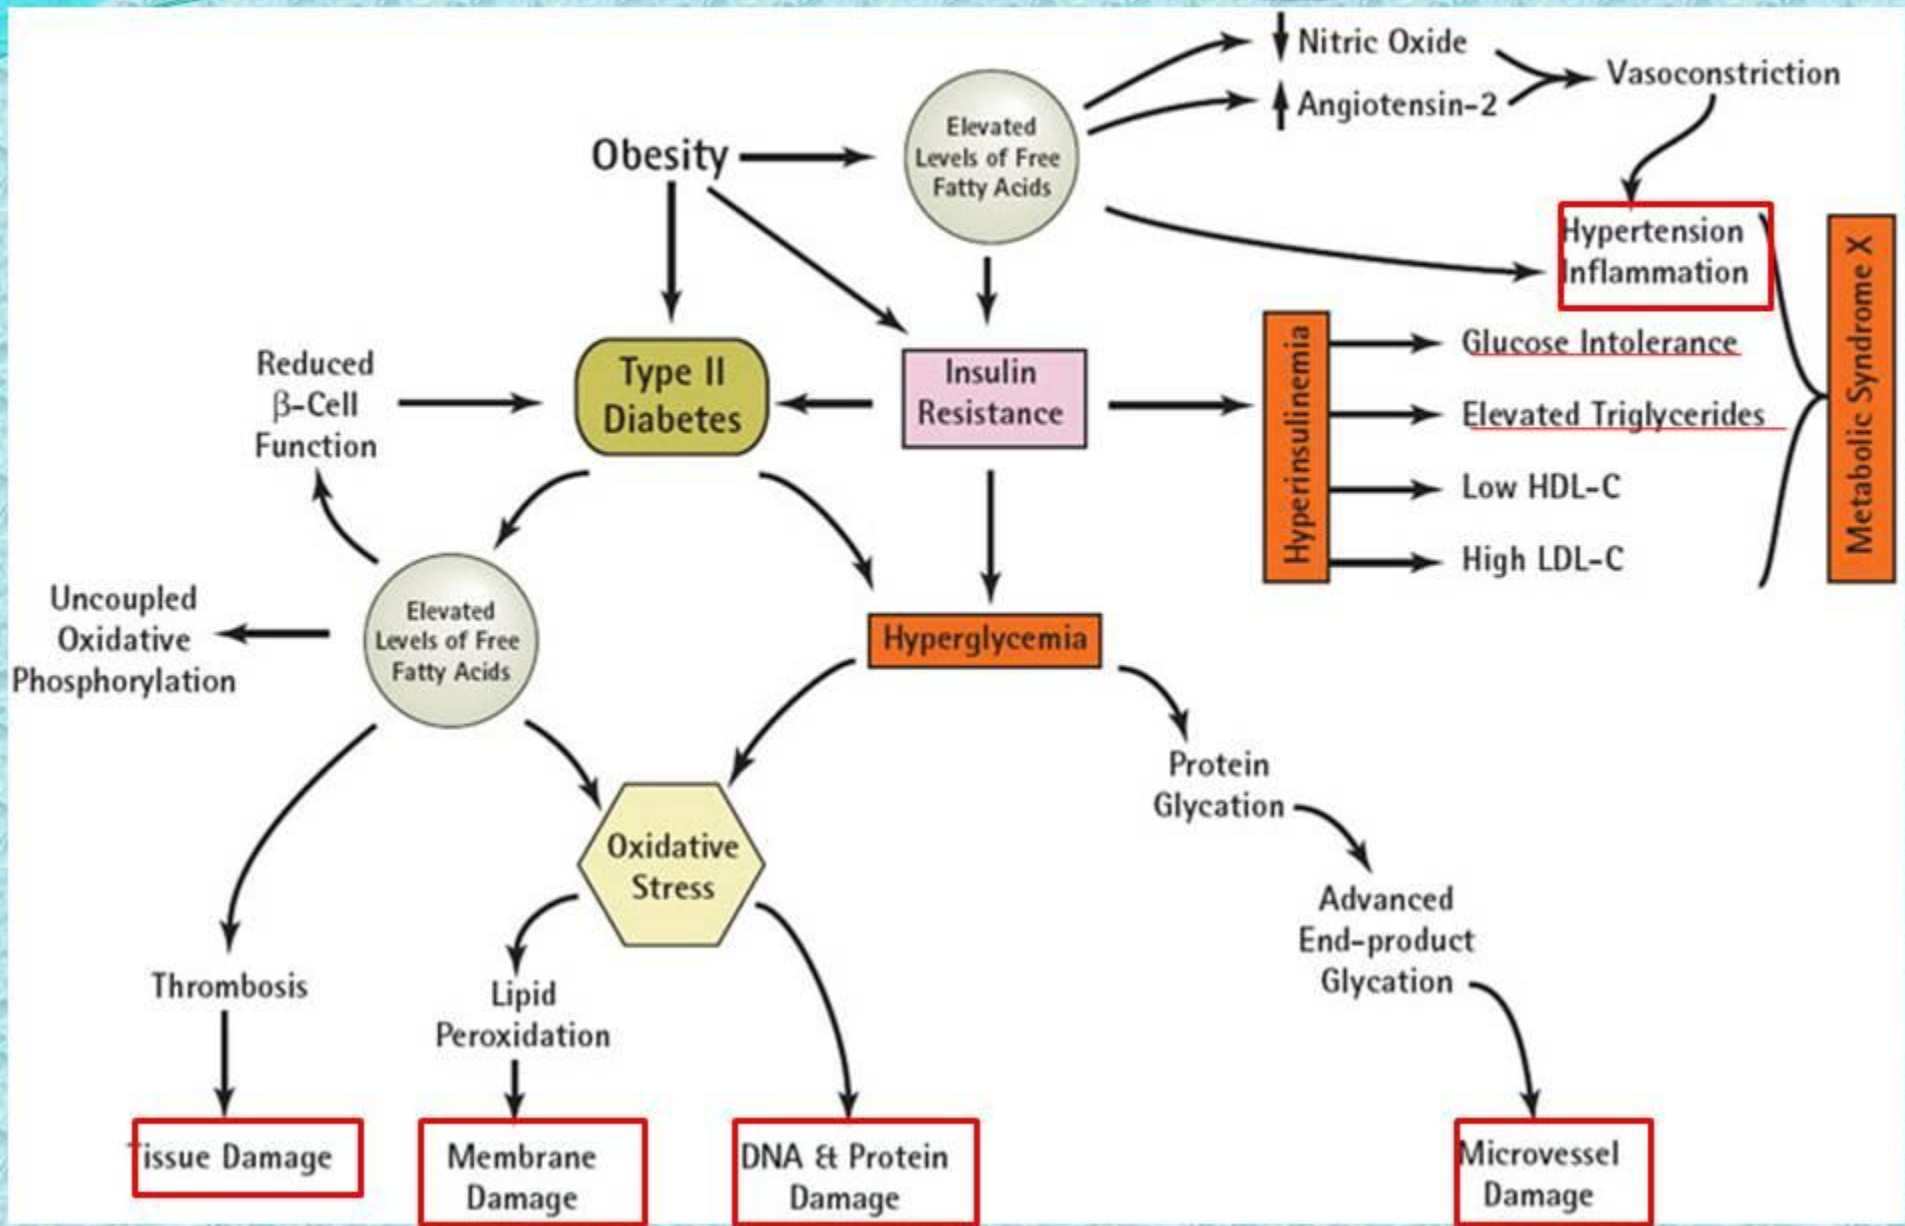 Nitric Oxide
Angiotensin-2
Vasoconstriction
Elevated
Levels of Free
Fatty Acids
Obesity
Hypertension
Inflammation
Metabolic Syndrome X
Hyperinsulinemia
Glucose Intolerance
Elevated Triglycerides
Low HDL-C
High LDL-C
Reduced
β-Cell
Function
Type II
Diabetes
Insulin
Resistance
Uncoupled
Oxidative
Phosphorylation
Elevated
Levels of Free
Fatty Acids
Hyperglycemia
Protein
Glycation
Oxidative
Stress
Advanced
End-product
Glycation
Thrombosis
Lipid
Peroxidation
Tissue Damage
Membrane
Damage
DNA & Protein
Damage
Microvessel
Damage